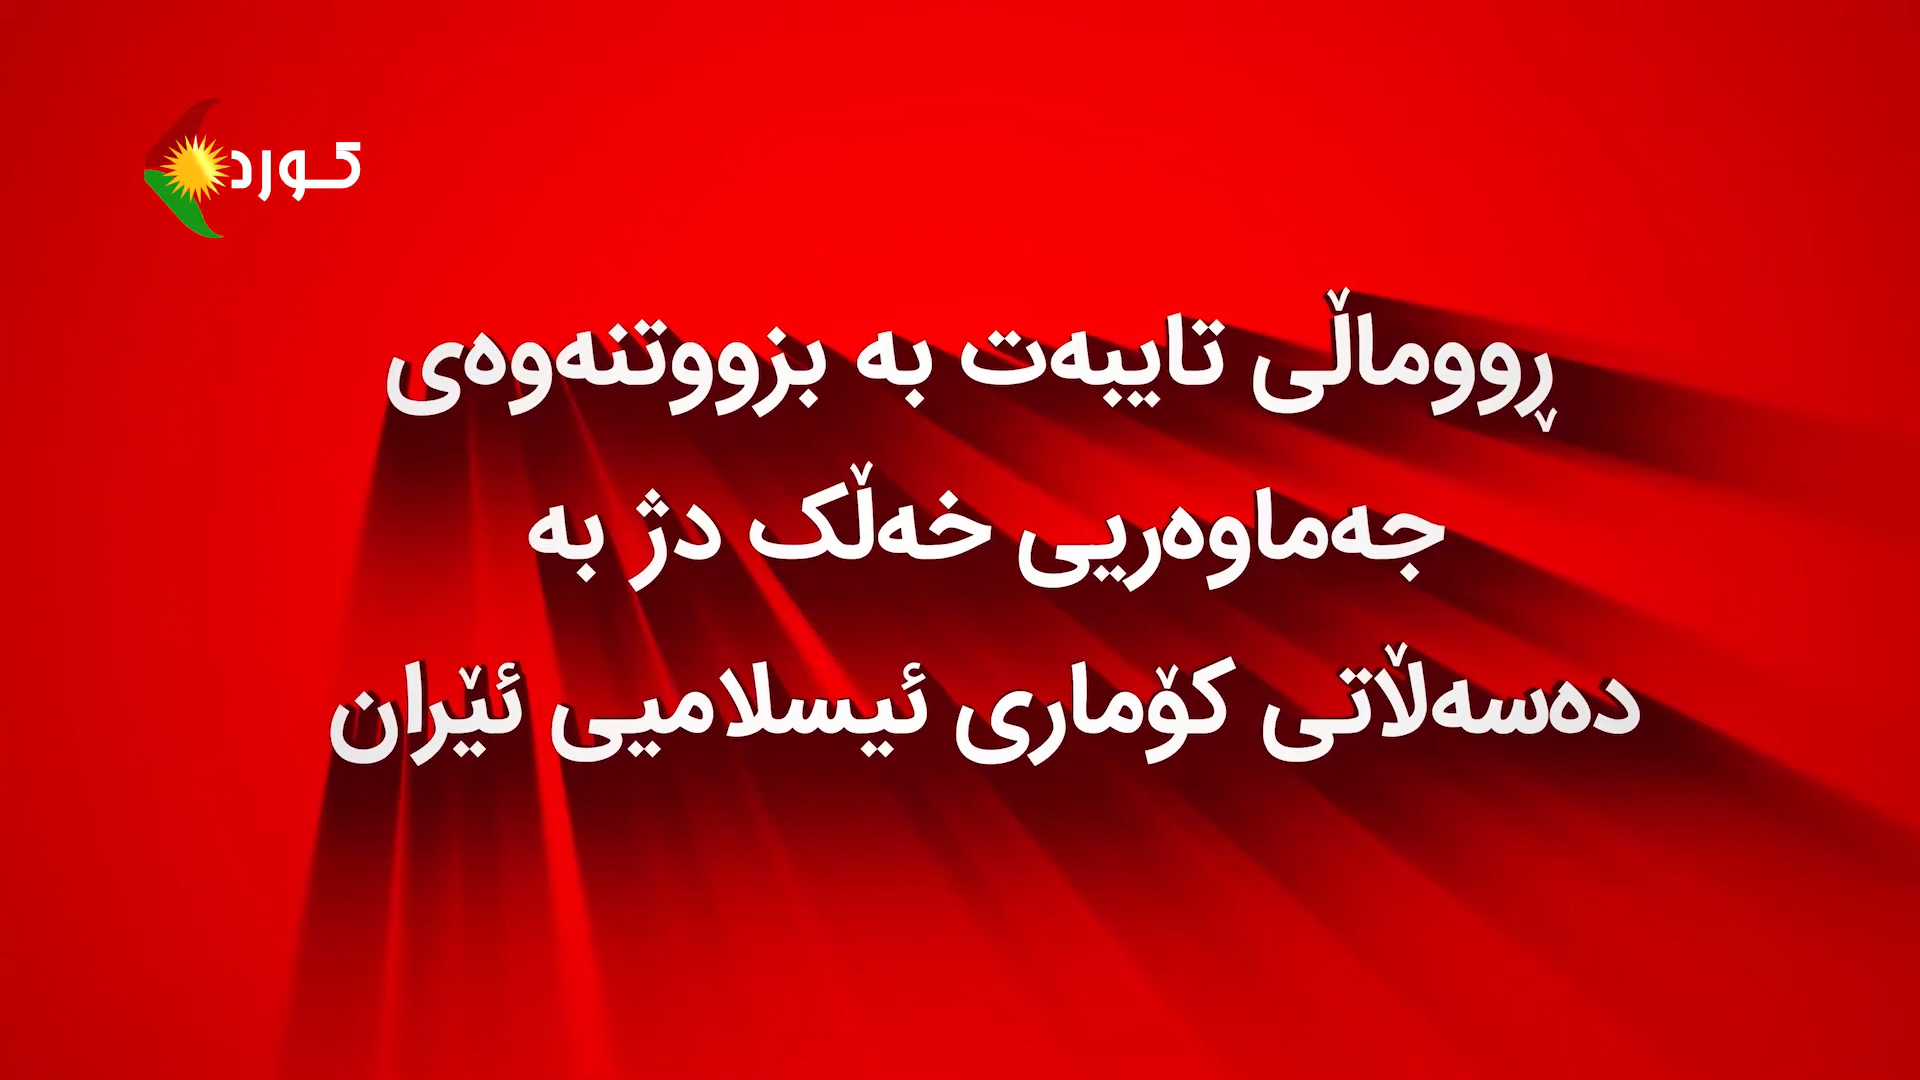 کورد
ڕووماڵی تایبەت بە بزووتنەوەی
جەماوەریی خەڵک دژ بە
دەسەڵاتی کۆماری ئیسلامیی ئێران